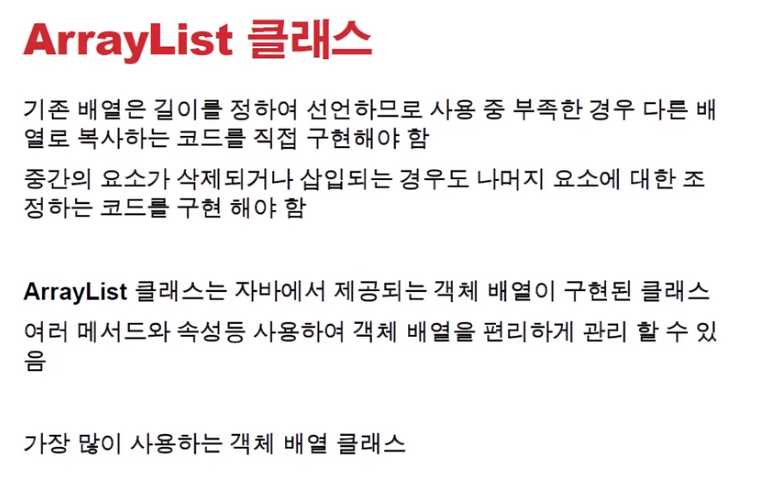 ArrayList 클래스
기존 배열은 길이를 정하여 선언하므로 사용 중 부족한 경우 다른 배
열로 복사하는 코드를 직접 구현해야 함
중간의 요소가 삭제되거나 삽입되는 경우도 나머지 요소에 대한 조
정하는 코드를 구현 해야 함
ArrayList 클래스는 자바에서 제공되는 객체 배열이 구현된 클래스
여러 메서드와 속성등 사용하여 객체 배열을 편리하게 관리 할 수 있
음
가장 많이 사용하는 객체 배열 클래스